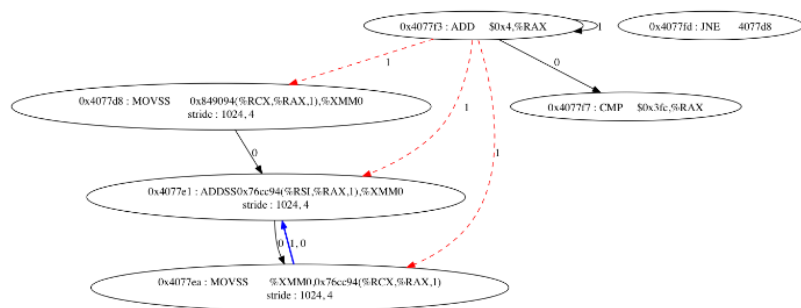 0x4077f3 : ADD $0x4,%RAX
1
0x4077fd : JNE 4077d8
1
0
0x4077d8 : MOVSS 0x849094(%RCX,%RAX,1),%XMM0
stride : 1024, 4
0x4077f7 : CMP $0x3fc,%RAX
1
1
0
0x4077e1 : ADDSS0x76cc94(%RSI,%RAX,1),%XMM0
stride : 1024, 4
0
1, 0
0x4077ea : MOVSS %XMM0,0x76cc94(%RCX,%RAX,1)
stride : 1024, 4